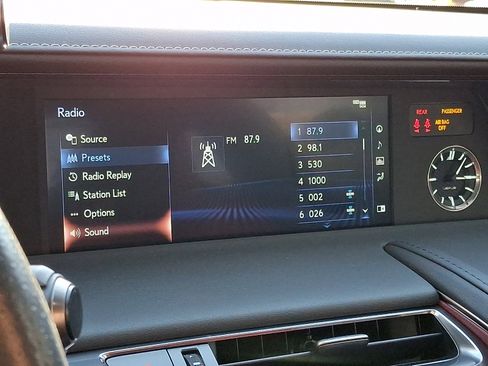 Radio
Source
Presets
Radio Replay
Station List
Options
Sound
FM 87.9
1 87.9
2 98.1
3 530
4 1000
5 002
6 026
REAR
PASSENGER
AIR BAG
OFF